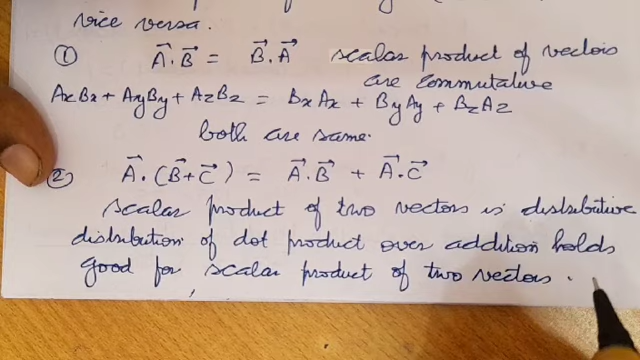 vice versa.
① A⃗.B⃗ = B⃗.A⃗ scalar product of vectors
are commutative
AxBx + AyBy + AzBz = BxAx + ByAy + BzAz
both are same.
② A⃗.(B⃗+C⃗) = A⃗.B⃗ + A⃗.C⃗
scalar product of two vectors is distributive
distribution of dot product over addition holds
good for scalar product of two vectors.